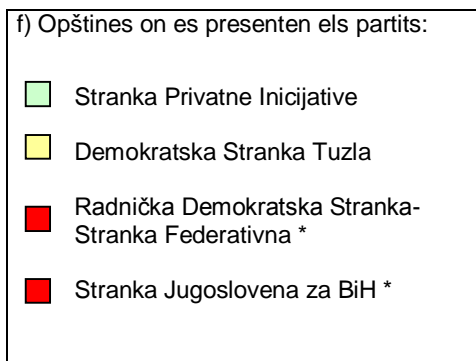 f) Opštines on es presenten els partits:
Stranka Privatne Inicijative
Demokratska Stranka Tuzla
Radnička Demokratska Stranka-
Stranka Federativna *
Stranka Jugoslovena za BiH *